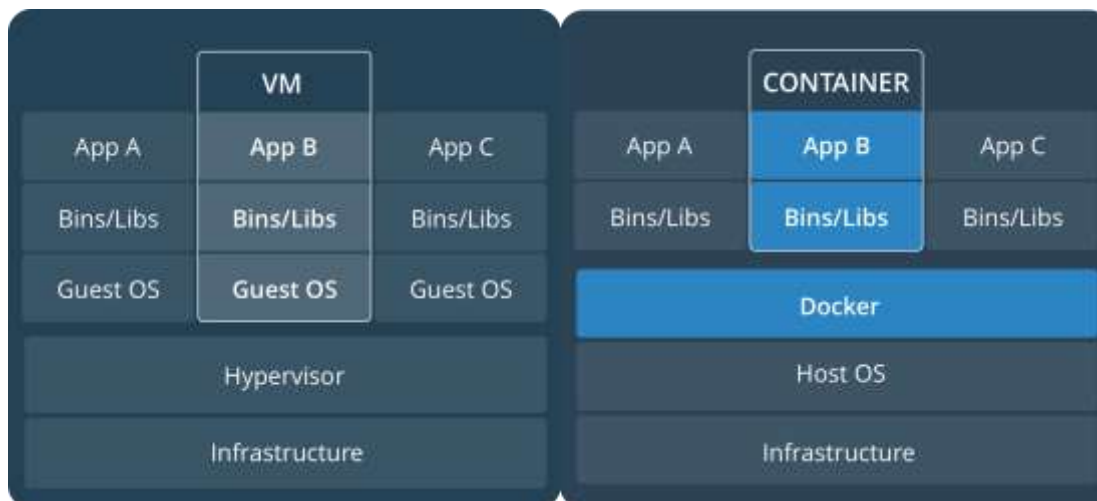 VM
App A App B App C
Bins/Libs Bins/Libs Bins/Libs
Guest OS Guest OS Guest OS
Hypervisor
Infrastructure
CONTAINER
App A App B App C
Bins/Libs Bins/Libs Bins/Libs
Docker
Host OS
Infrastructure